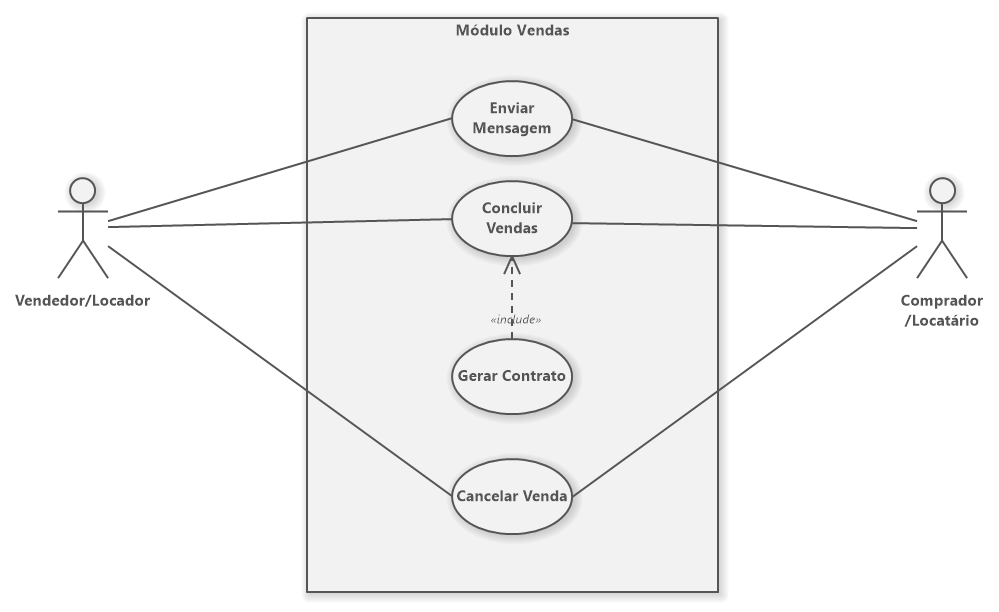 Módulo Vendas
Enviar
Mensagem
Concluir
Vendas
Vendedor/Locador
Comprador
/Locatário
«include»
Gerar Contrato
Cancelar Venda